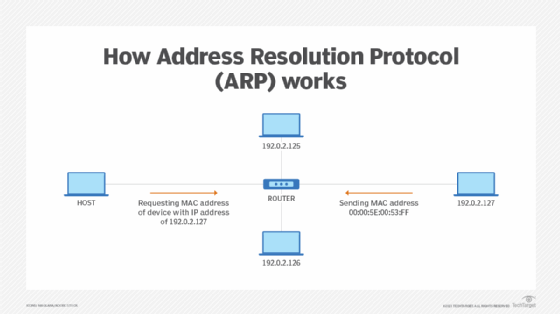 How Address Resolution Protocol
(ARP) works
192.0.2.125
HOST
Requesting MAC address
of device with IP address
of 192.0.2.127
ROUTER
Sending MAC address
00:00:5E:00:53:FF
192.0.2.127
192.0.2.126
TechTarget